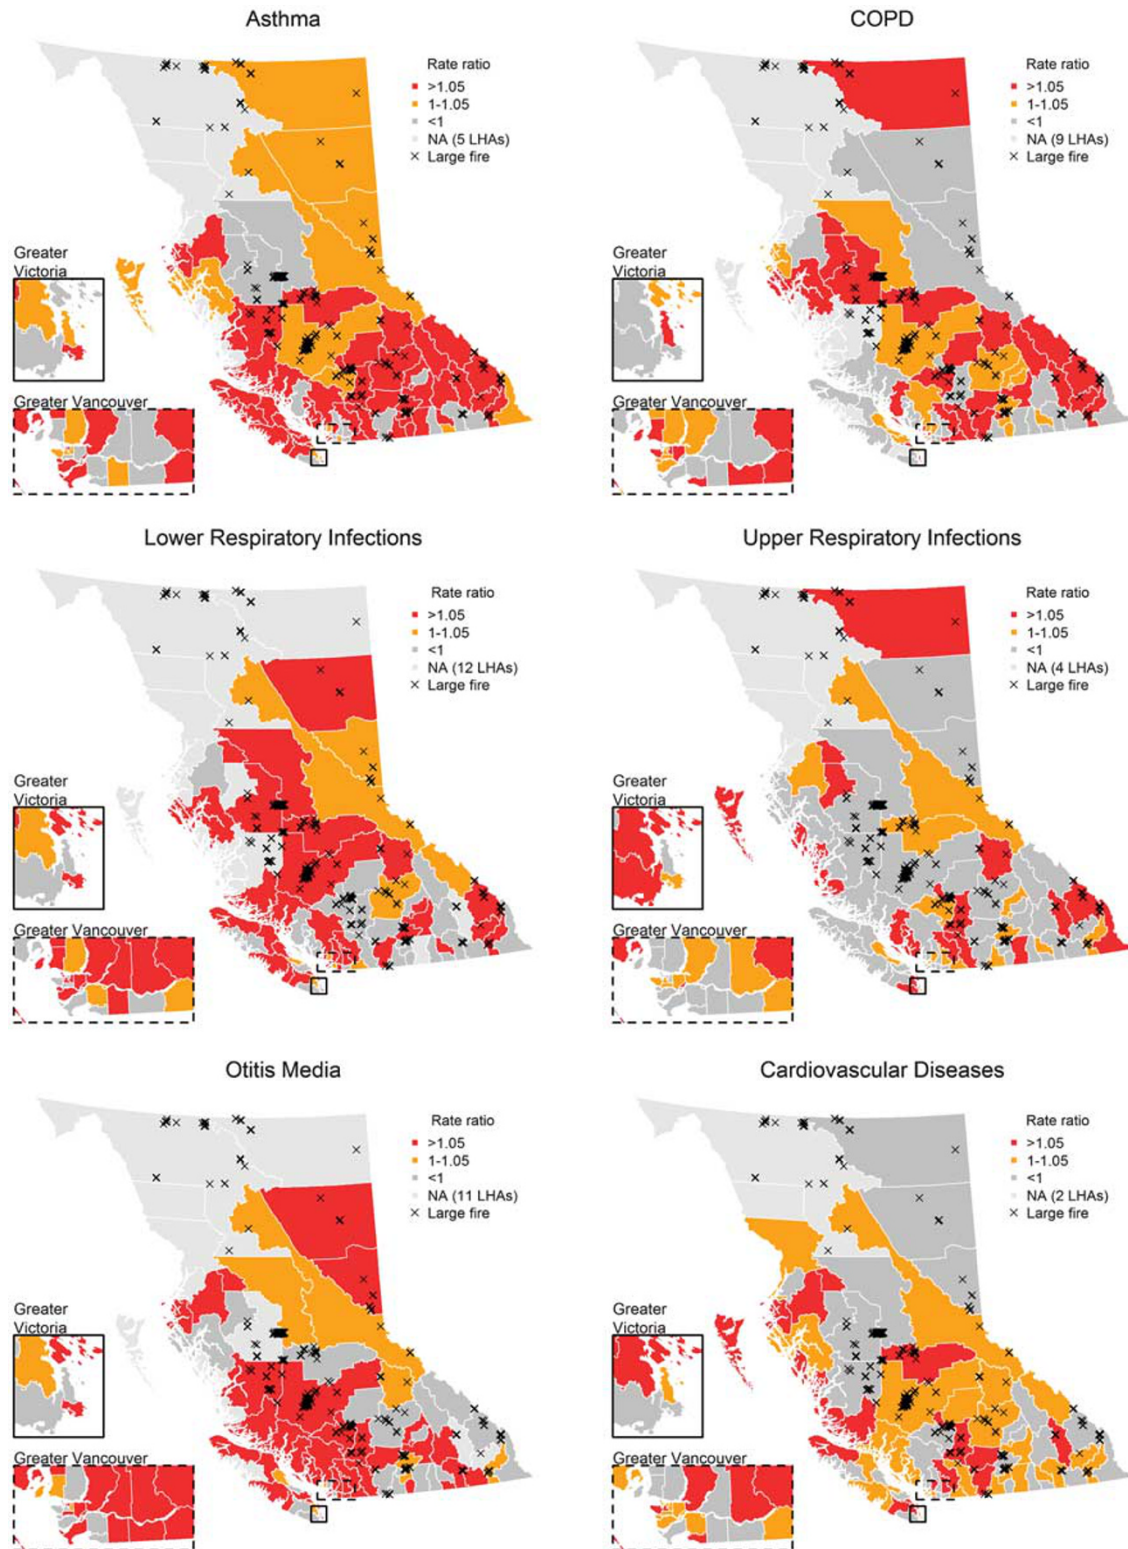 Asthma
Rate ratio
>1.05
1-1.05
<1
NA (5 LHAs)
Large fire
Greater
Victoria
Greater Vancouver
COPD
Rate ratio
>1.05
1-1.05
<1
NA (9 LHAs)
Large fire
Greater
Victoria
Greater Vancouver
Lower Respiratory Infections
Rate ratio
>1.05
1-1.05
<1
NA (12 LHAs)
Large fire
Greater
Victoria
Greater Vancouver
Upper Respiratory Infections
Rate ratio
>1.05
1-1.05
<1
NA (4 LHAs)
Large fire
Greater
Victoria
Greater Vancouver
Otitis Media
Rate ratio
>1.05
1-1.05
<1
NA (11 LHAs)
Large fire
Greater
Victoria
Greater Vancouver
Cardiovascular Diseases
Rate ratio
>1.05
1-1.05
<1
NA (2 LHAs)
Large fire
Greater
Victoria
Greater Vancouver